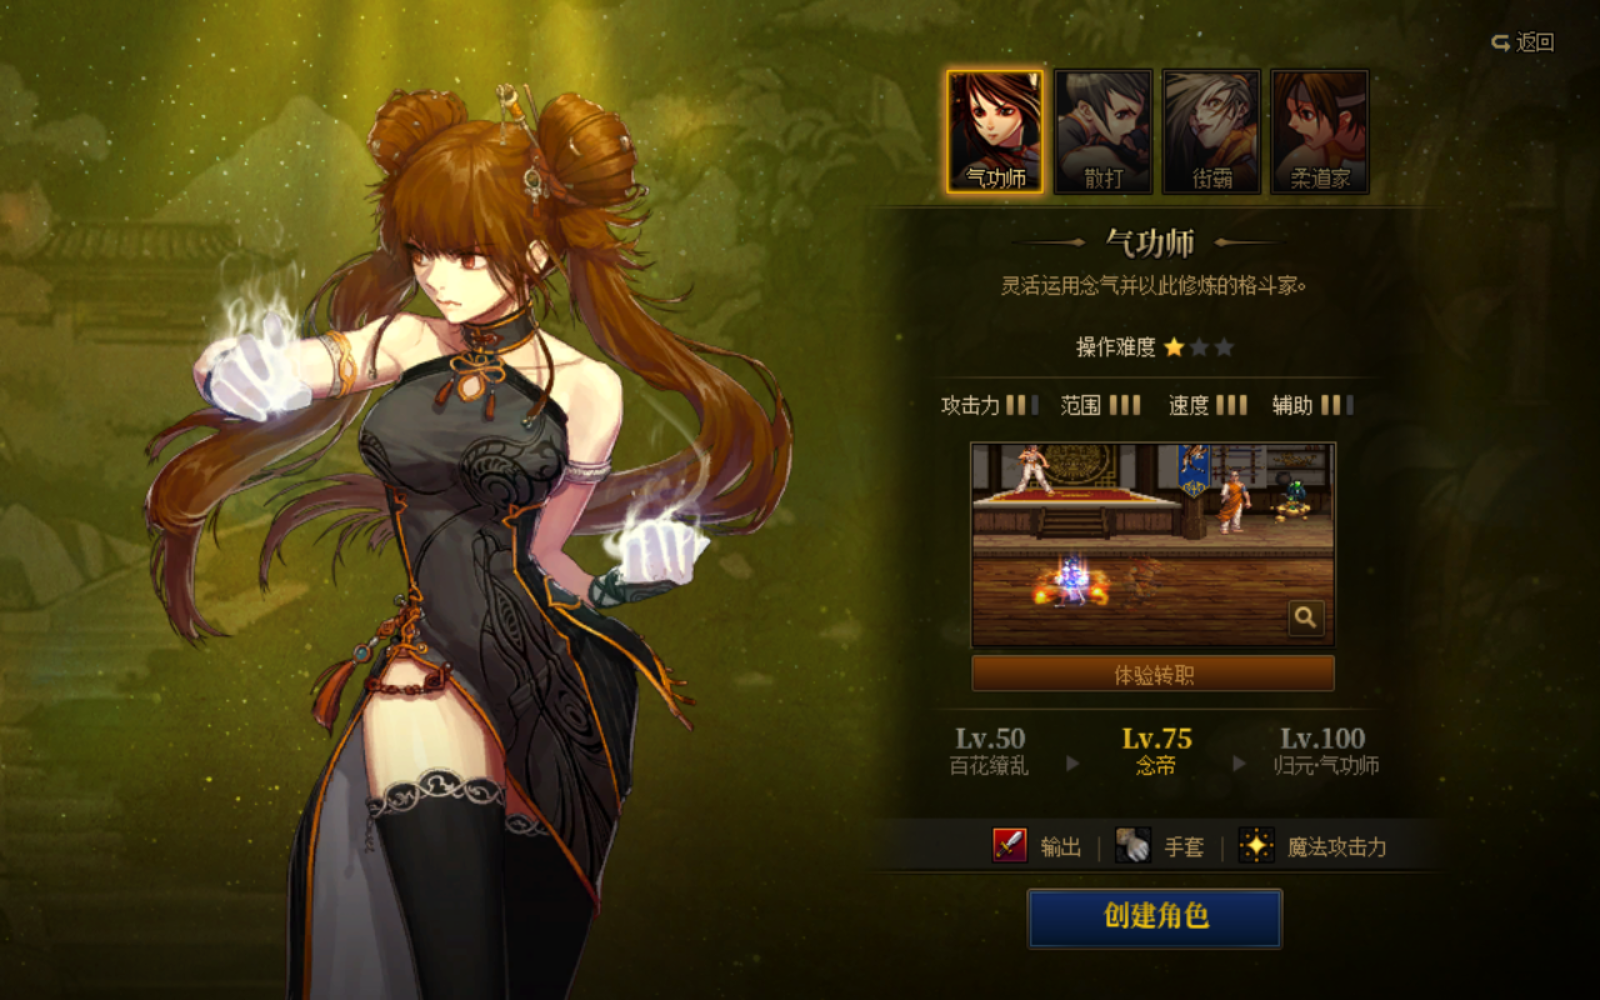 返回
气功师 散打 街霸 柔道家
气功师
灵活运用念气并以此修炼的格斗家。
操作难度
攻击力 范围 速度 辅助
体验转职
Lv.50 Lv.75 Lv.100
百花缭乱 念帝 归元·气功师
输出 手套 魔法攻击力
创建角色